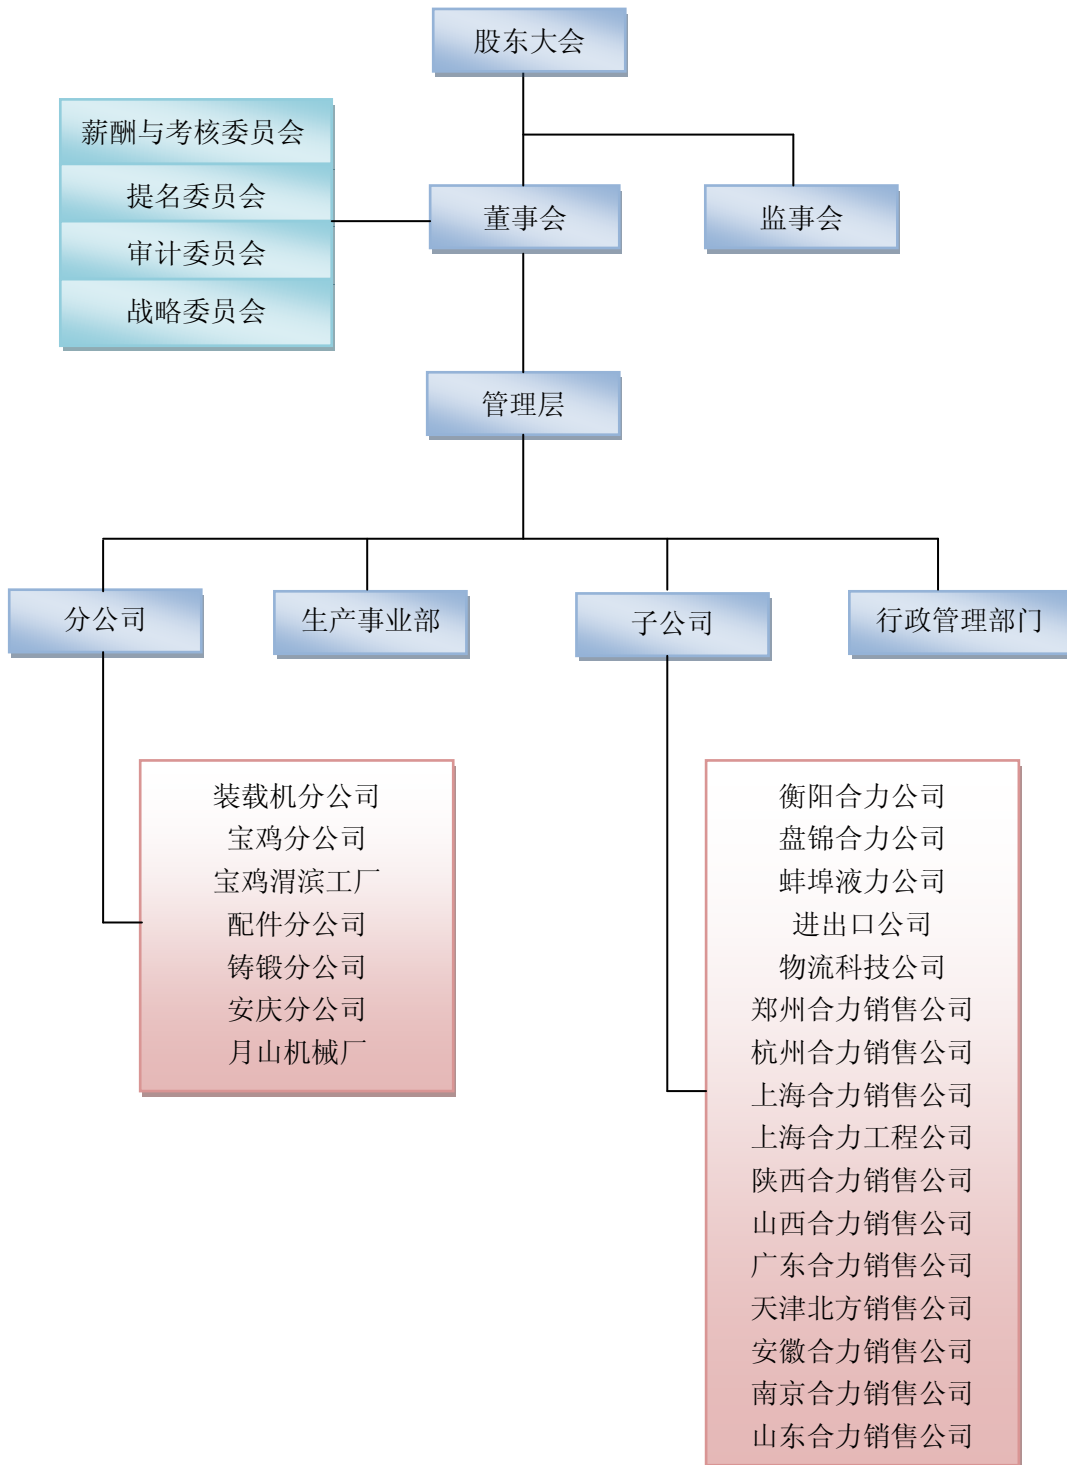 股东大会
薪酬与考核委员会
提名委员会
审计委员会
战略委员会
董事会
监事会
管理层
分公司
生产事业部
子公司
行政管理部门
装载机分公司
宝鸡分公司
宝鸡渭滨工厂
配件分公司
铸锻分公司
安庆分公司
月山机械厂
衡阳合力公司
盘锦合力公司
蚌埠液力公司
进出口公司
物流科技公司
郑州合力销售公司
杭州合力销售公司
上海合力销售公司
上海合力工程公司
陕西合力销售公司
山西合力销售公司
广东合力销售公司
天津北方销售公司
安徽合力销售公司
南京合力销售公司
山东合力销售公司